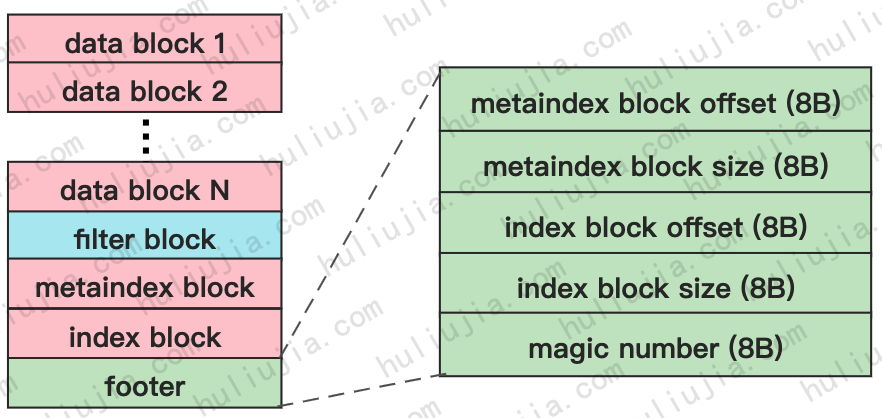 data block 1
data block 2
data block N
filter block
metaindex block
index block
footer
metaindex block offset (8B)
metaindex block size (8B)
index block offset (8B)
index block size (8B)
magic number (8B)
huliujia.com